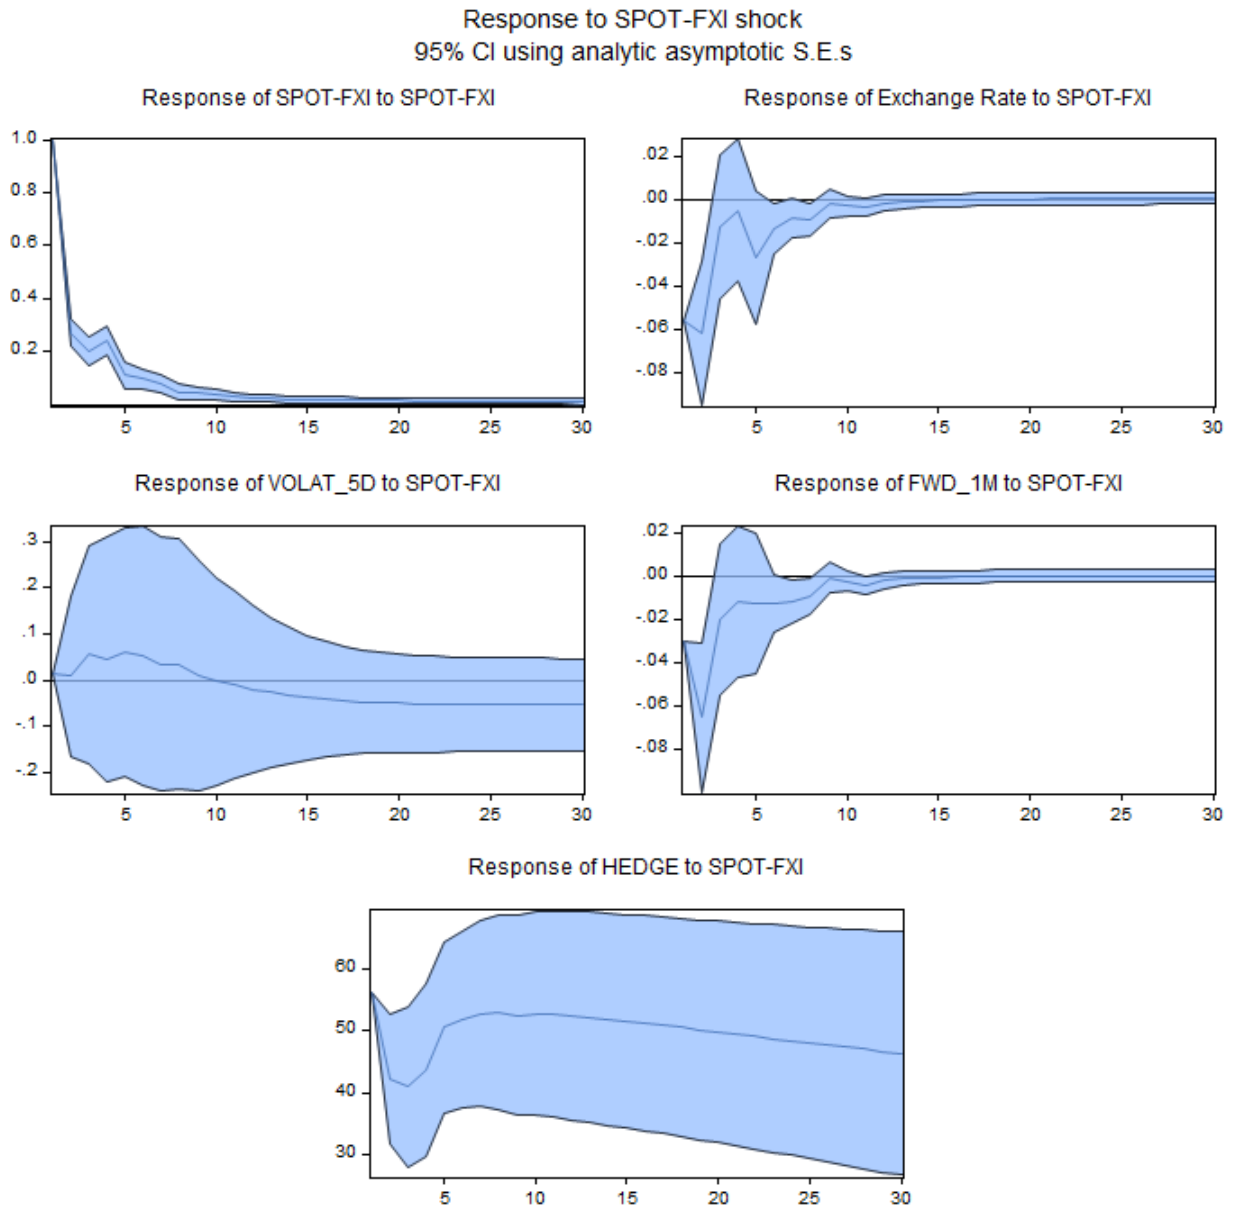 Response to SPOT-FXI shock
95% CI using analytic asymptotic S.E.s
Response of SPOT-FXI to SPOT-FXI
1.0
0.8
0.6
0.4
0.2
5 10 15 20 25 30
Response of Exchange Rate to SPOT-FXI
.02
.00
-.02
-.04
-.06
-.08
5 10 15 20 25 30
Response of VOLAT_5D to SPOT-FXI
.3
.2
.1
.0
-.1
-.2
5 10 15 20 25 30
Response of FWD_1M to SPOT-FXI
.02
.00
-.02
-.04
-.06
-.08
5 10 15 20 25 30
Response of HEDGE to SPOT-FXI
60
50
40
30
5 10 15 20 25 30